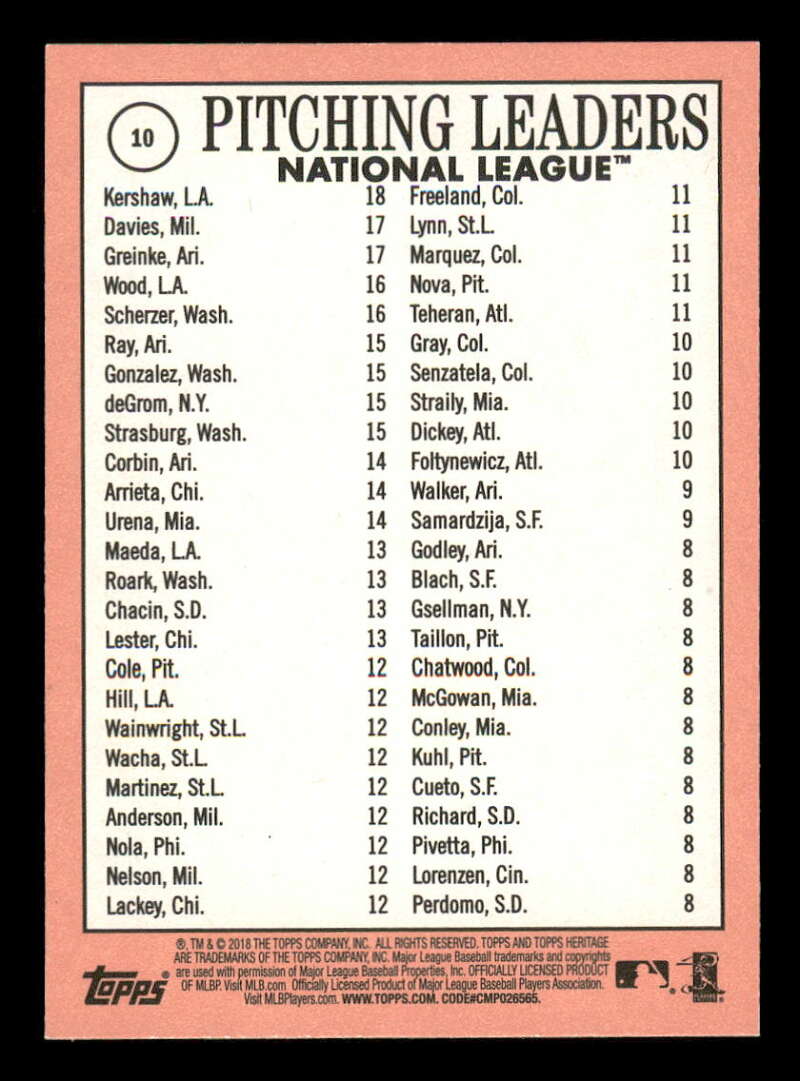 10
PITCHING LEADERS
NATIONAL LEAGUE™
Kershaw, L.A. 18
Davies, Mil. 17
Greinke, Ari. 17
Wood, L.A. 16
Scherzer, Wash. 16
Ray, Ari. 15
Gonzalez, Wash. 15
deGrom, N.Y. 15
Strasburg, Wash. 15
Corbin, Ari. 14
Arrieta, Chi. 14
Urena, Mia. 14
Maeda, L.A. 13
Roark, Wash. 13
Chacin, S.D. 13
Lester, Chi. 13
Cole, Pit. 12
Hill, L.A. 12
Wainwright, St.L. 12
Wacha, St.L. 12
Martinez, St.L. 12
Anderson, Mil. 12
Nola, Phi. 12
Nelson, Mil. 12
Lackey, Chi. 12
Freeland, Col. 11
Lynn, St.L. 11
Marquez, Col. 11
Nova, Pit. 11
Teheran, Atl. 11
Gray, Col. 10
Senzatela, Col. 10
Straily, Mia. 10
Dickey, Atl. 10
Foltynewicz, Atl. 10
Walker, Ari. 9
Samardzija, S.F. 9
Godley, Ari. 8
Blach, S.F. 8
Gsellman, N.Y. 8
Taillon, Pit. 8
Chatwood, Col. 8
McGowan, Mia. 8
Conley, Mia. 8
Kuhl, Pit. 8
Cueto, S.F. 8
Richard, S.D. 8
Pivetta, Phi. 8
Lorenzen, Cin. 8
Perdomo, S.D. 8
Topps®
®, TM & © 2018 THE TOPPS COMPANY, INC. ALL RIGHTS RESERVED. TOPPS AND TOPPS HERITAGE
ARE TRADEMARKS OF THE TOPPS COMPANY, INC. Major League Baseball trademarks and copyrights
are used with permission of Major League Baseball Properties, Inc. OFFICIALLY LICENSED PRODUCT
OF MLBP. Visit MLB.com Officially Licensed Product of Major League Baseball Players Association.
Visit MLBPlayers.com. WWW.TOPPS.COM. CODE#CMP026565.